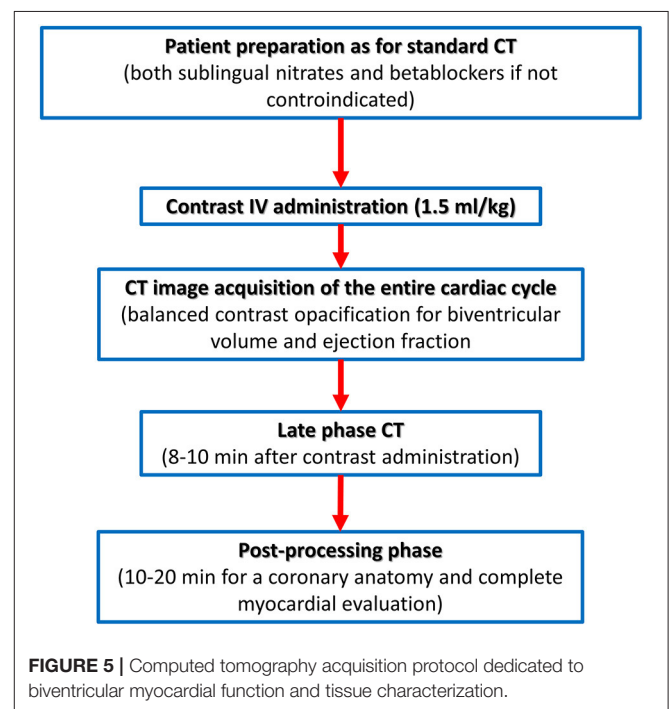 Patient preparation as for standard CT
(both sublingual nitrates and betablockers if not
controindicated)
Contrast IV administration (1.5 ml/kg)
CT image acquisition of the entire cardiac cycle
(balanced contrast opacification for biventricular
volume and ejection fraction
Late phase CT
(8-10 min after contrast administration)
Post-processing phase
(10-20 min for a coronary anatomy and complete
myocardial evaluation)
FIGURE 5 | Computed tomography acquisition protocol dedicated to
biventricular myocardial function and tissue characterization.